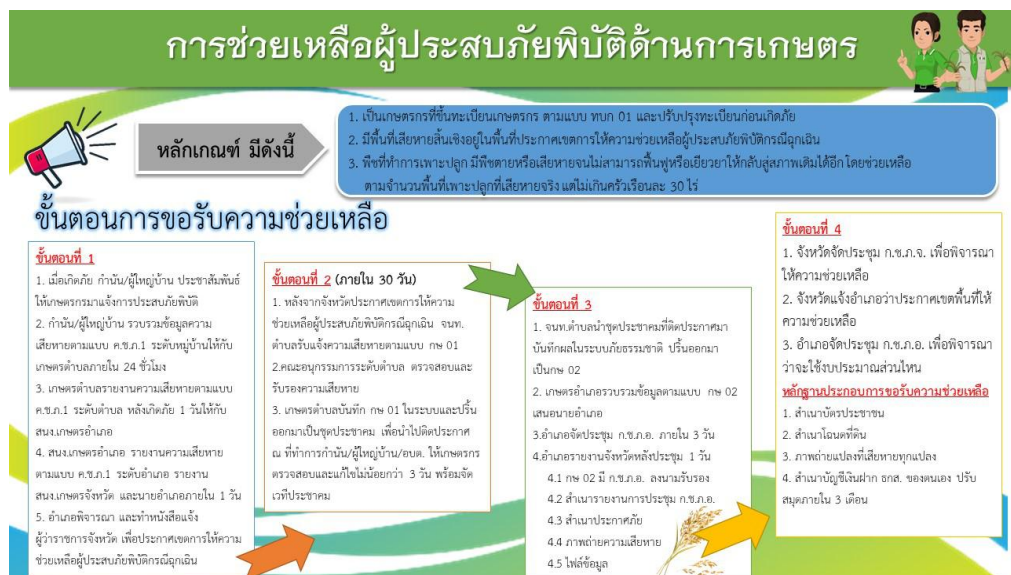 การช่วยเหลือผู้ประสบภัยพิบัติด้านการเกษตร
หลักเกณฑ์ มีดังนี้
1. เป็นเกษตรกรที่ขึ้นทะเบียนเกษตรกร ตามแบบ ทบก 01 และปรับปรุงทะเบียนก่อนเกิดภัย
2. มีพื้นที่เสียหายสิ้นเชิงอยู่ในพื้นที่ประกาศเขตการให้ความช่วยเหลือผู้ประสบภัยพิบัติกรณีฉุกเฉิน
3. พืชที่ทำการเพาะปลูก มีพืชตายหรือเสียหายจนไม่สามารถฟื้นฟูหรือเยียวยาให้กลับสู่สภาพเดิมได้อีก โดยช่วยเหลือ
ตามจำนวนพื้นที่เพาะปลูกที่เสียหายจริง แต่ไม่เกินครัวเรือนละ 30 ไร่
ขั้นตอนการขอรับความช่วยเหลือ
ขั้นตอนที่ 1
1. เมื่อเกิดภัย กำนัน/ผู้ใหญ่บ้าน ประชาสัมพันธ์
ให้เกษตรกรมาแจ้งการประสบภัยพิบัติ
2. กำนัน/ผู้ใหญ่บ้าน รวบรวมข้อมูลความ
เสียหายตามแบบ ค.ช.ภ.1 ระดับหมู่บ้านให้กับ
เกษตรตำบลภายใน 24 ชั่วโมง
3. เกษตรตำบลรายงานความเสียหายตามแบบ
ค.ช.ภ.1 ระดับตำบล หลังเกิดภัย 1 วันให้กับ
สนง.เกษตรอำเภอ
4. สนง.เกษตรอำเภอ รายงานความเสียหาย
ตามแบบ ค.ช.ภ.1 ระดับอำเภอ รายงาน
สนง.เกษตรจังหวัด และนายอำเภอภายใน 1 วัน
5. อำเภอพิจารณา และทำหนังสือแจ้ง
ผู้ว่าราชการจังหวัด เพื่อประกาศเขตการให้ความ
ช่วยเหลือผู้ประสบภัยพิบัติกรณีฉุกเฉิน
ขั้นตอนที่ 2 (ภายใน 30 วัน)
1. หลังจากจังหวัดประกาศเขตการให้ความ
ช่วยเหลือผู้ประสบภัยพิบัติกรณีฉุกเฉิน จนท.
ตำบลรับแจ้งความเสียหายตามแบบ กษ 01
2.คณะอนุกรรมการระดับตำบล ตรวจสอบและ
รับรองความเสียหาย
3. เกษตรตำบลบันทึก กษ 01 ในระบบและปริ้น
ออกมาเป็นชุดประชาคม เพื่อนำไปติดประกาศ
ณ ที่ทำการกำนัน/ผู้ใหญ่บ้าน/อบต. ให้เกษตรกร
ตรวจสอบและแก้ไขไม่น้อยกว่า 3 วัน พร้อมจัด
เวทีประชาคม
ขั้นตอนที่ 3
1. จนท.ตำบลนำชุดประชาคมที่ติดประกาศมา
บันทึกผลในระบบภัยธรรมชาติ ปริ้นออกมา
เป็นกษ 02
2. เกษตรอำเภอรวบรวมข้อมูลตามแบบ กษ 02
เสนอนายอำเภอ
3.อำเภอจัดประชุม ก.ช.ภ.อ. ภายใน 3 วัน
4.อำเภอรายงานจังหวัดหลังประชุม 1 วัน
4.1 กษ 02 มี ก.ช.ภ.อ. ลงนามรับรอง
4.2 สำเนารายงานการประชุม ก.ช.ภ.อ.
4.3 สำเนาประกาศภัย
4.4 ภาพถ่ายความเสียหาย
4.5 ไฟล์ข้อมูล
ขั้นตอนที่ 4
1. จังหวัดจัดประชุม ก.ช.ภ.จ. เพื่อพิจารณา
ให้ความช่วยเหลือ
2. จังหวัดแจ้งอำเภอว่าประกาศเขตพื้นที่ให้
ความช่วยเหลือ
3. อำเภอจัดประชุม ก.ช.ภ.อ. เพื่อพิจารณา
ว่าจะใช้งบประมาณส่วนไหน
หลักฐานประกอบการขอรับความช่วยเหลือ
1. สำเนาบัตรประชาชน
2. สำเนาโฉนดที่ดิน
3. ภาพถ่ายแปลงที่เสียหายทุกแปลง
4. สำเนาบัญชีเงินฝาก ธกส. ของตนเอง ปรับ
สมุดภายใน 3 เดือน